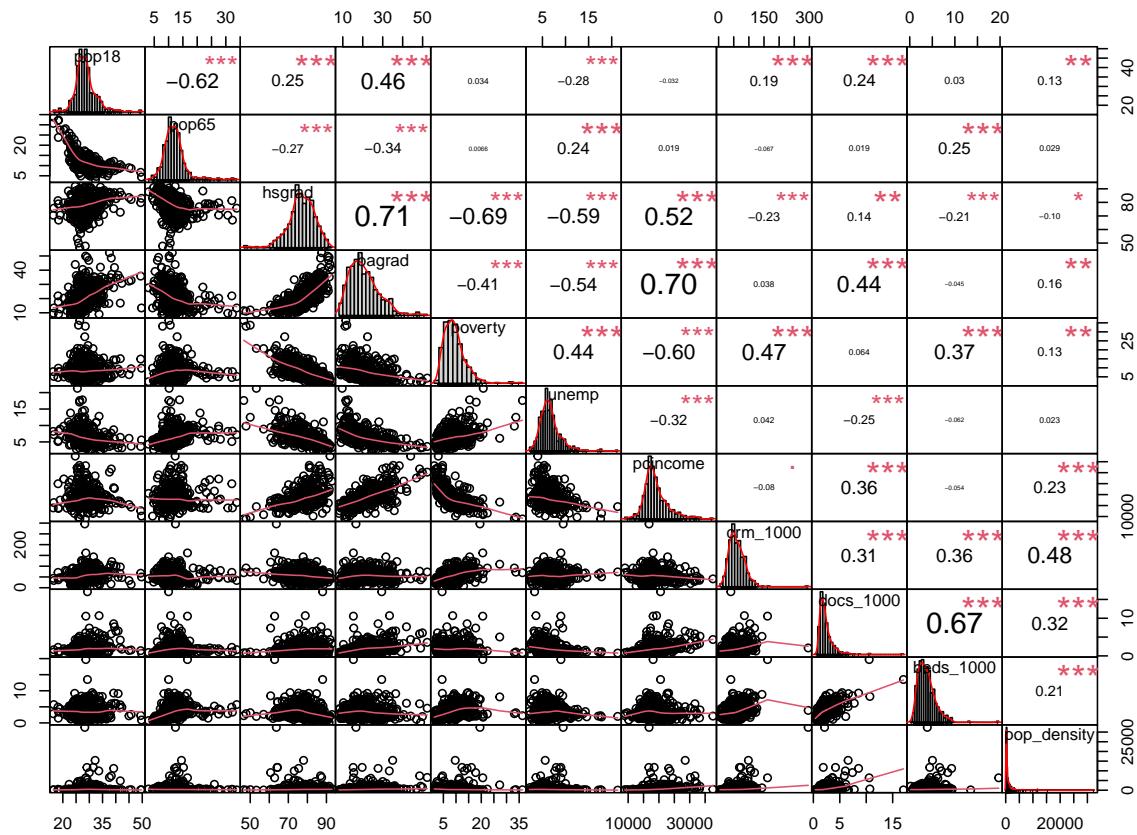 5 15 30 10 30 50 5 15 0 150 300 0 10 20
pop18 −0.62 *** 0.25 *** 0.46 *** 0.034 −0.28 *** −0.032 0.19 *** 0.24 *** 0.03 0.13 ** 20 40
5 20 pop65 −0.27 *** −0.34 *** 0.0066 0.24 *** 0.019 −0.067 0.019 0.25 *** 0.029
hsgrad 0.71 *** −0.69 *** −0.59 *** 0.52 *** −0.23 *** 0.14 ** −0.21 *** −0.10 * 50 80
10 40 bagrad −0.41 *** −0.54 *** 0.70 *** 0.038 0.44 *** −0.045 0.16 **
poverty 0.44 *** −0.60 *** 0.47 *** 0.064 0.37 *** 0.13 ** 5 25
5 15 unemp −0.32 *** 0.042 −0.25 *** −0.062 0.023
pcincome −0.08 . 0.36 *** −0.054 0.23 *** 10000
0 200 crm_1000 0.31 *** 0.36 *** 0.48 ***
docs_1000 0.67 *** 0.32 *** 0 10
0 10 beds_1000 0.21 ***
pop_density 0 25000
20 35 50 50 70 90 5 15 25 35 10000 30000 0 5 15 0 15000